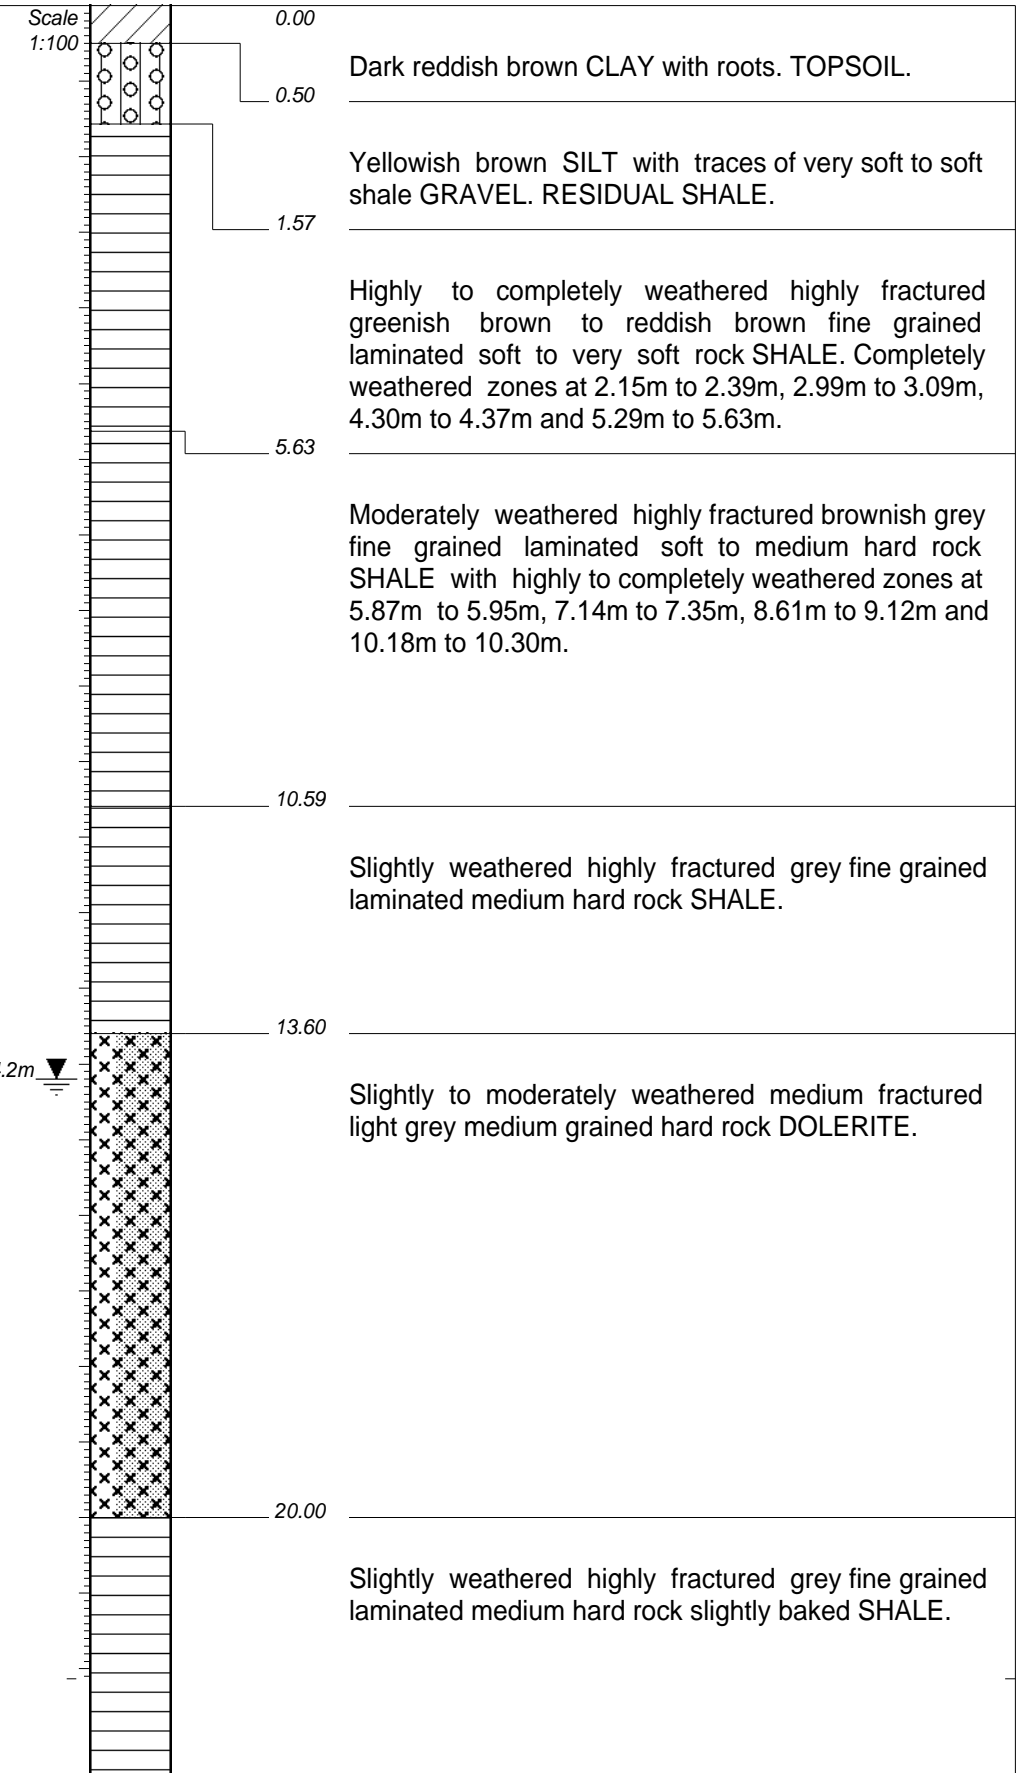 Scale
1:100
0.00
Dark reddish brown CLAY with roots. TOPSOIL.
0.50
Yellowish brown SILT with traces of very soft to soft
shale GRAVEL. RESIDUAL SHALE.
1.57
Highly to completely weathered highly fractured
greenish brown to reddish brown fine grained
laminated soft to very soft rock SHALE. Completely
weathered zones at 2.15m to 2.39m, 2.99m to 3.09m,
4.30m to 4.37m and 5.29m to 5.63m.
5.63
Moderately weathered highly fractured brownish grey
fine grained laminated soft to medium hard rock
SHALE with highly to completely weathered zones at
5.87m to 5.95m, 7.14m to 7.35m, 8.61m to 9.12m and
10.18m to 10.30m.
10.59
Slightly weathered highly fractured grey fine grained
laminated medium hard rock SHALE.
13.60
.2m
Slightly to moderately weathered medium fractured
light grey medium grained hard rock DOLERITE.
20.00
Slightly weathered highly fractured grey fine grained
laminated medium hard rock slightly baked SHALE.